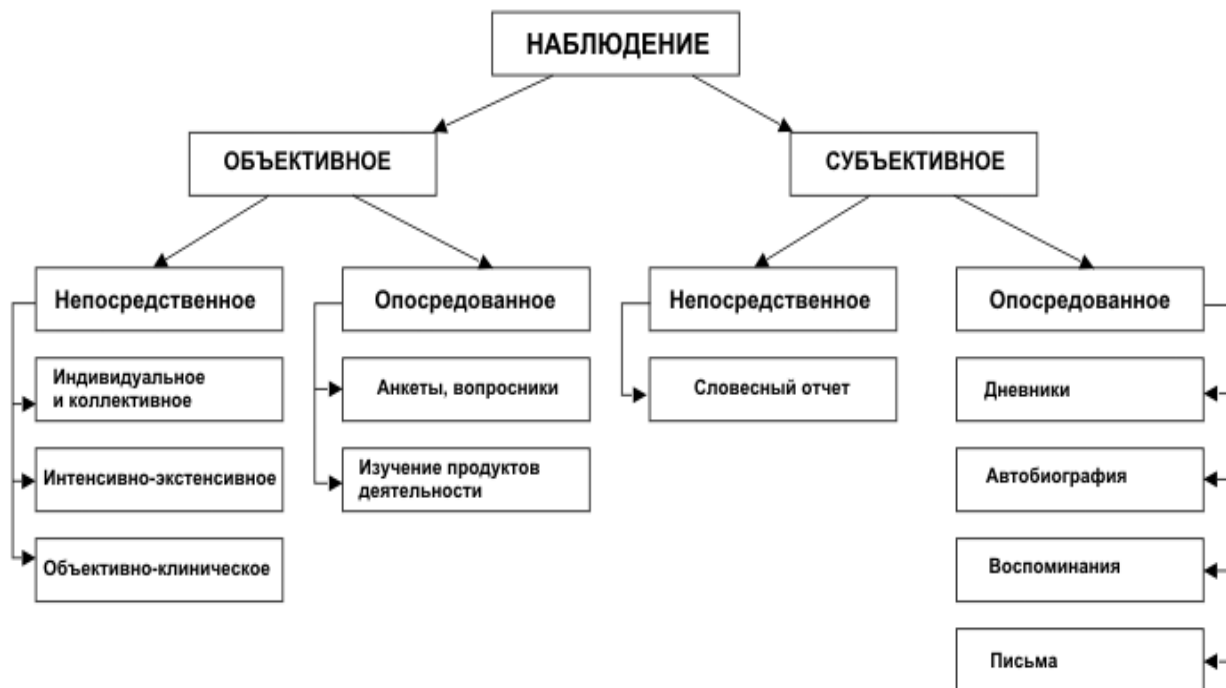 НАБЛЮДЕНИЕ
ОБЪЕКТИВНОЕ
СУБЪЕКТИВНОЕ
Непосредственное
Опосредованное
Непосредственное
Опосредованное
Индивидуальное
и коллективное
Анкеты, вопросники
Словесный отчет
Дневники
Интенсивно-экстенсивное
Изучение продуктов
деятельности
Автобиография
Объективно-клиническое
Воспоминания
Письма